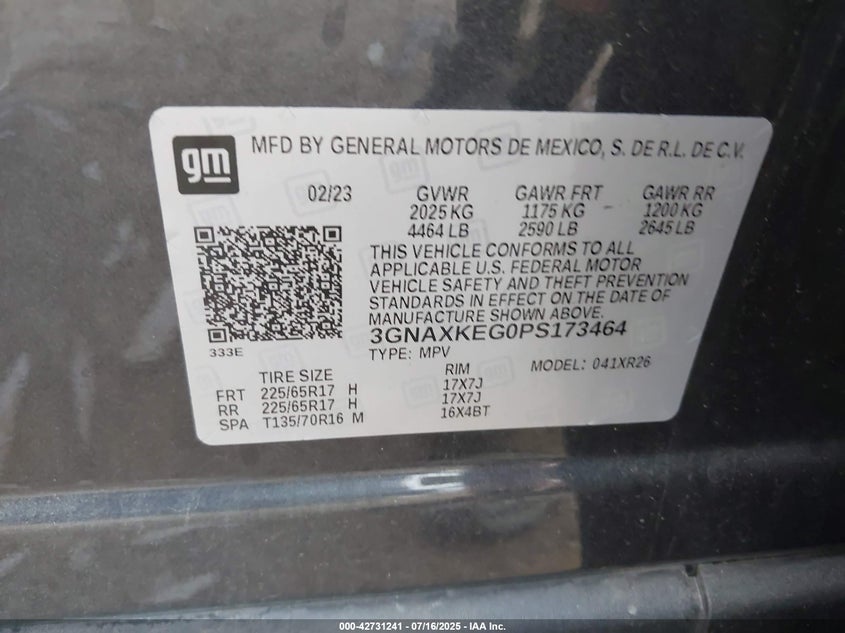 gm
MFD BY GENERAL MOTORS DE MEXICO, S. DE R.L. DE C.V.
02/23 GVWR GAWR FRT GAWR RR
2025 KG 1175 KG 1200 KG
4464 LB 2590 LB 2645 LB
THIS VEHICLE CONFORMS TO ALL
APPLICABLE U.S. FEDERAL MOTOR
VEHICLE SAFETY AND THEFT PREVENTION
STANDARDS IN EFFECT ON THE DATE OF
MANUFACTURE SHOWN ABOVE.
3GNAXKEG0PS173464
333E
TYPE: MPV MODEL: 041XR26
TIRE SIZE RIM
FRT 225/65R17 H 17X7J
RR 225/65R17 H 17X7J
SPA T135/70R16 M 16X4BT
000-42731241 - 07/16/2025 - IAA Inc.